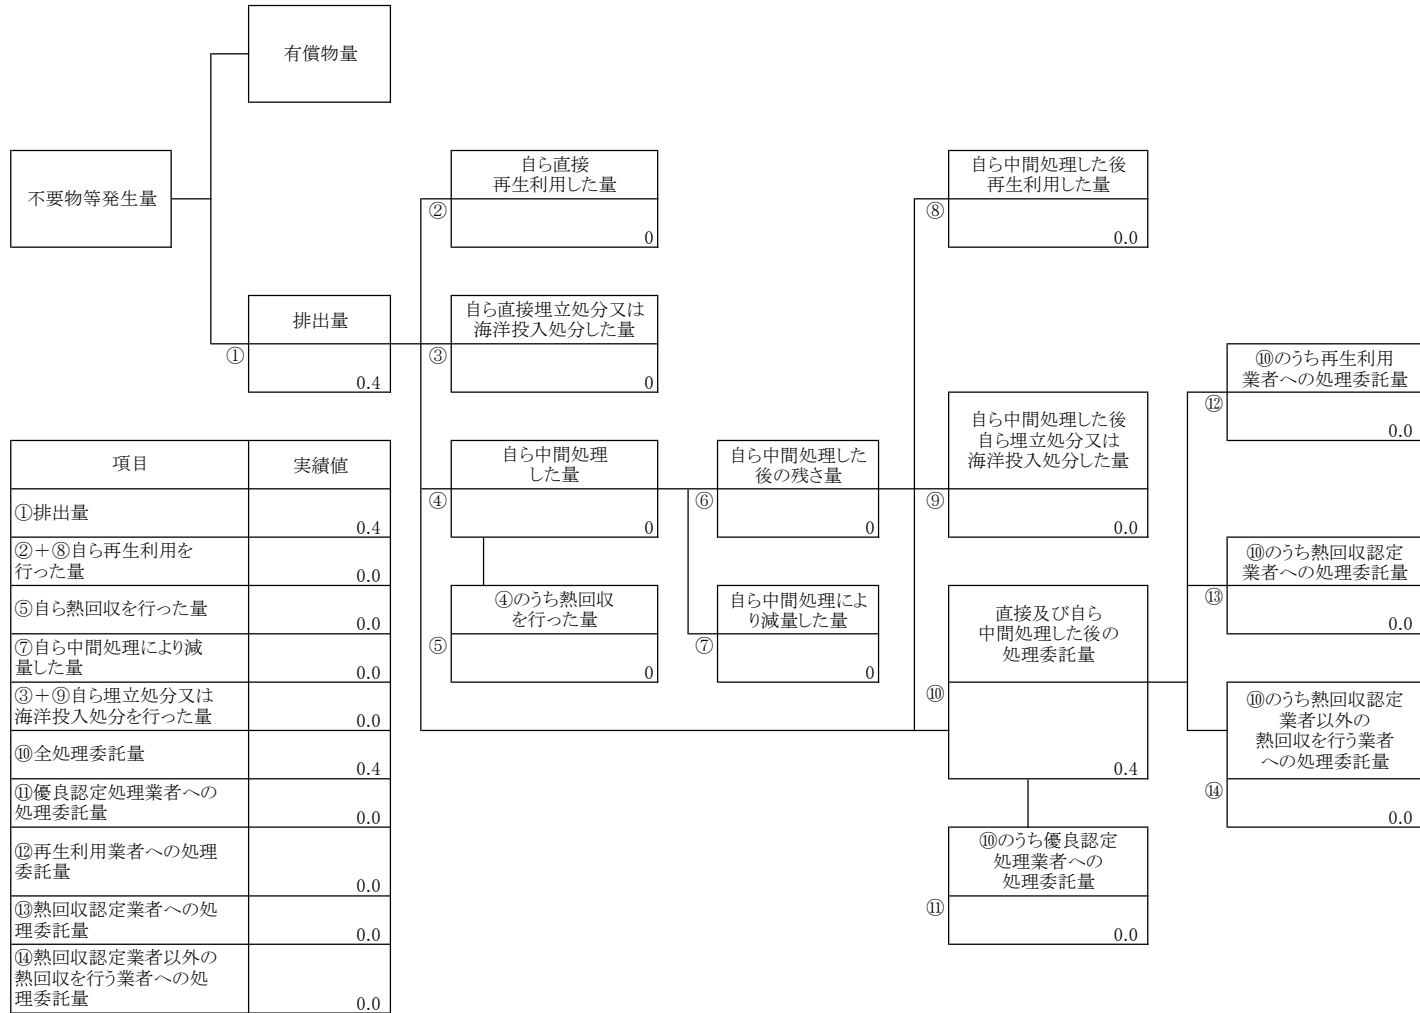 有償物量
不要物等発生量
自ら直接
再生利用した量
②
0
自ら中間処理した後
再生利用した量
⑧
0.0
排出量
①
0.4
自ら直接埋立処分又は
海洋投入処分した量
③
0
⑩のうち再生利用
業者への処理委託量
⑫
0.0
自ら中間処理
した量
④
0
自ら中間処理した
後の残さ量
⑥
0
自ら中間処理した後
自ら埋立処分又は
海洋投入処分した量
⑨
0.0
⑩のうち熱回収認定
業者への処理委託量
⑬
0.0
④のうち熱回収
を行った量
⑤
0
自ら中間処理によ
り減量した量
⑦
0
直接及び自ら
中間処理した後の
処理委託量
⑩
0.4
⑩のうち熱回収認定
業者以外の
熱回収を行う業者
への処理委託量
⑭
0.0
⑩のうち優良認定
処理業者への
処理委託量
⑪
0.0
項目 実績値
①排出量
0.4
②+⑧自ら再生利用を
行った量
0.0
⑤自ら熱回収を行った量
0.0
⑦自ら中間処理により減
量した量
0.0
③+⑨自ら埋立処分又は
海洋投入処分を行った量
0.0
⑩全処理委託量
0.4
⑪優良認定処理業者への
処理委託量
0.0
⑫再生利用業者への処理
委託量
0.0
⑬熱回収認定業者への処
理委託量
0.0
⑭熱回収認定業者以外の
熱回収を行う業者への処
理委託量
0.0